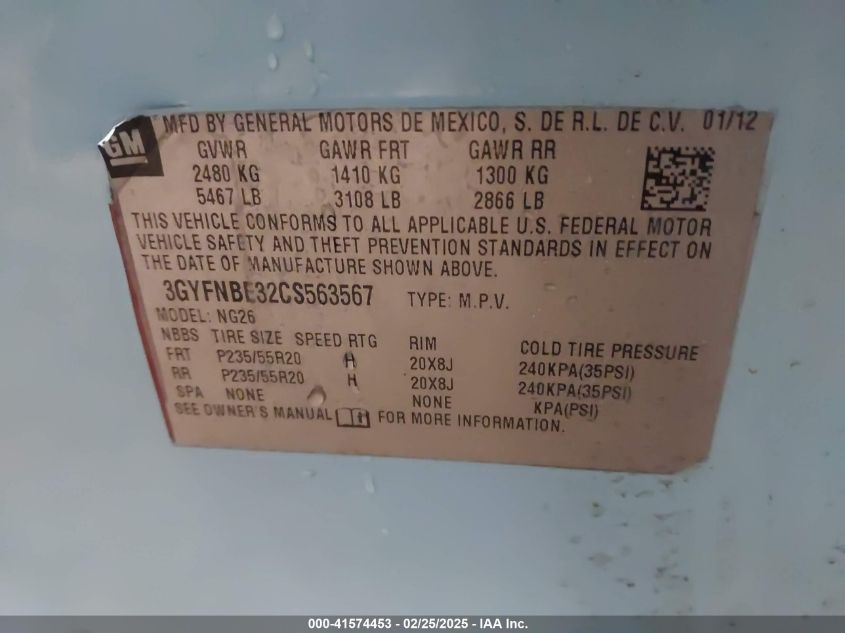 GM
MFD BY GENERAL MOTORS DE MEXICO, S. DE R.L. DE C.V. 01/12
GVWR GAWR FRT GAWR RR
2480 KG 1410 KG 1300 KG
5467 LB 3108 LB 2866 LB
THIS VEHICLE CONFORMS TO ALL APPLICABLE U.S. FEDERAL MOTOR
VEHICLE SAFETY AND THEFT PREVENTION STANDARDS IN EFFECT ON
THE DATE OF MANUFACTURE SHOWN ABOVE.
3GYFNBE32CS563567 TYPE: M.P.V.
MODEL: NG26
NBBS TIRE SIZE SPEED RTG RIM COLD TIRE PRESSURE
FRT P235/55R20 H 20X8J 240KPA(35PSI)
RR P235/55R20 H 20X8J 240KPA(35PSI)
SPA NONE NONE KPA(PSI)
SEE OWNER'S MANUAL FOR MORE INFORMATION.
000-41574453 - 02/25/2025 - IAA Inc.